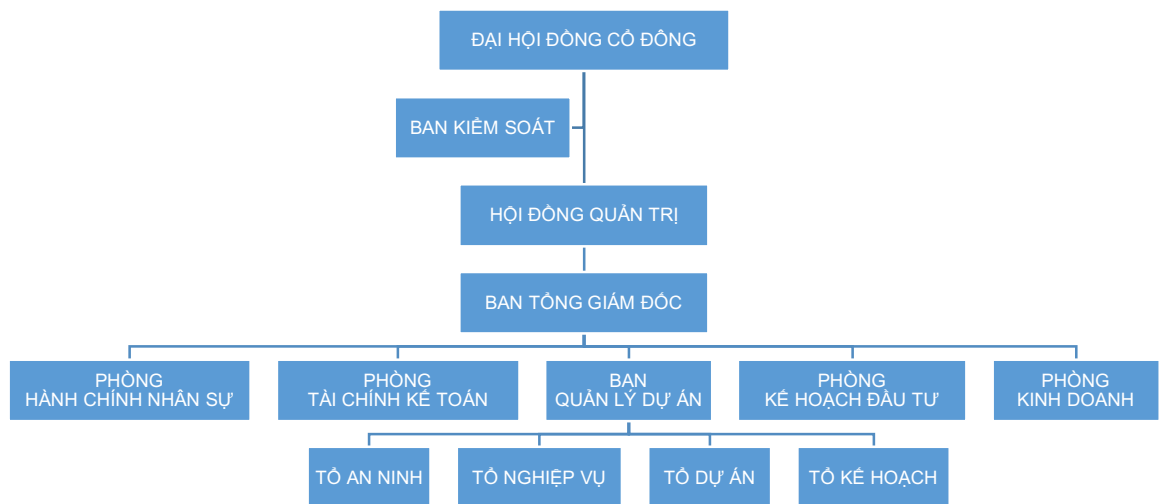 ĐẠI HỘI ĐỒNG CỔ ĐÔNG
BAN KIỂM SOÁT
HỘI ĐỒNG QUẢN TRỊ
BAN TỔNG GIÁM ĐỐC
PHÒNG
HÀNH CHÍNH NHÂN SỰ
PHÒNG
TÀI CHÍNH KẾ TOÁN
BAN
QUẢN LÝ DỰ ÁN
PHÒNG
KẾ HOẠCH ĐẦU TƯ
PHÒNG
KINH DOANH
TỔ AN NINH
TỔ NGHIỆP VỤ
TỔ DỰ ÁN
TỔ KẾ HOẠCH